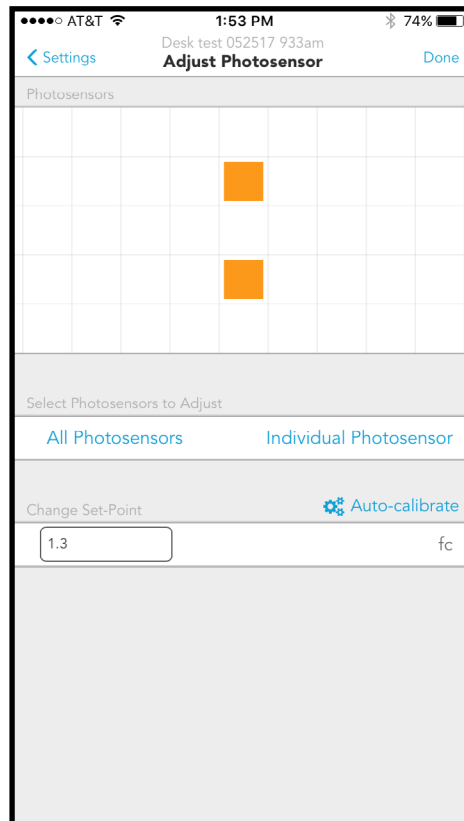 AT&T 1:53 PM 74%
Desk test 052517 933am
Settings Adjust Photosensor Done
Photosensors
Select Photosensors to Adjust
All Photosensors Individual Photosensor
Change Set-Point Auto-calibrate
1.3 fc